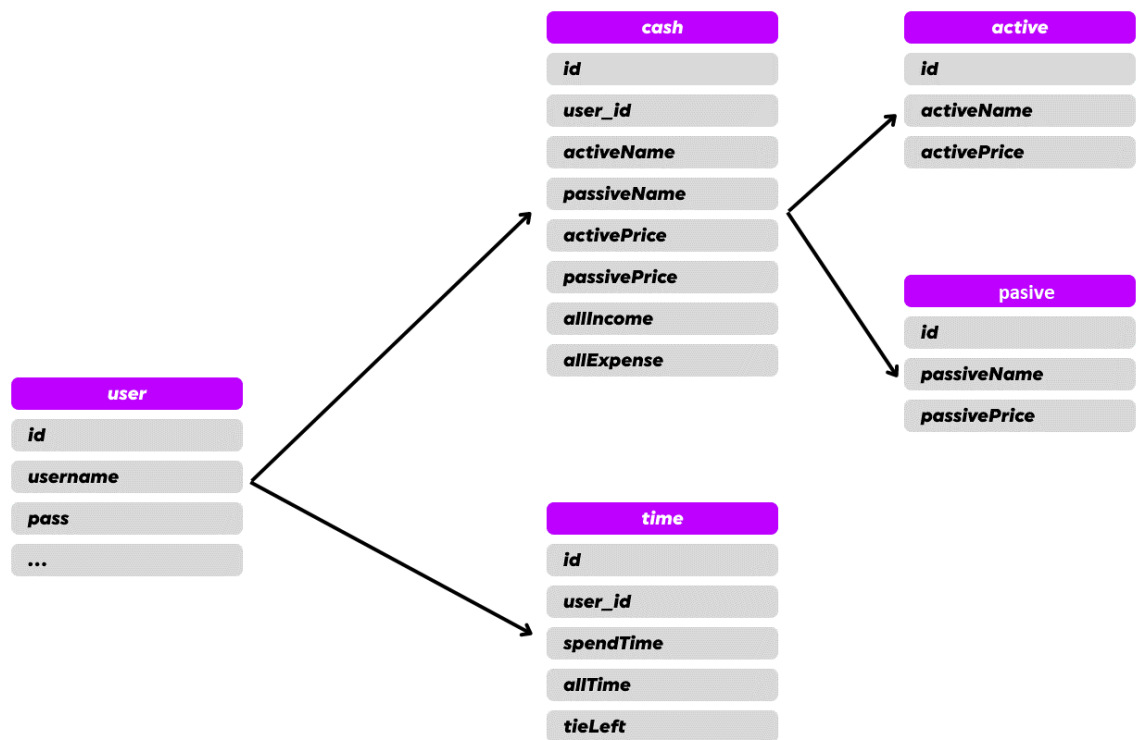 cash
id
user_id
activeName
passiveName
activePrice
passivePrice
allIncome
allExpense
active
id
activeName
activePrice
pasive
id
passiveName
passivePrice
user
id
username
pass
...
time
id
user_id
spendTime
allTime
tieLeft